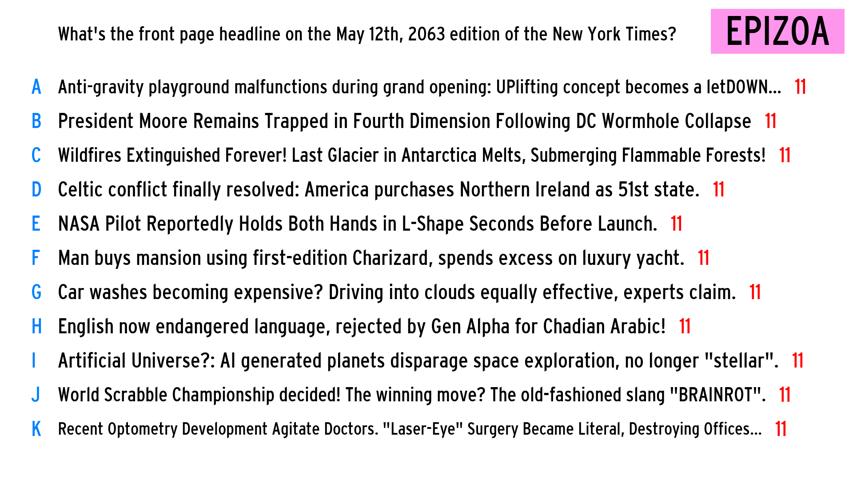 What's the front page headline on the May 12th, 2063 edition of the New York Times? EPIZOA
A Anti-gravity playground malfunctions during grand opening: UPlifting concept becomes a letDOWN... 11
B President Moore Remains Trapped in Fourth Dimension Following DC Wormhole Collapse 11
C Wildfires Extinguished Forever! Last Glacier in Antarctica Melts, Submerging Flammable Forests! 11
D Celtic conflict finally resolved: America purchases Northern Ireland as 51st state. 11
E NASA Pilot Reportedly Holds Both Hands in L-Shape Seconds Before Launch. 11
F Man buys mansion using first-edition Charizard, spends excess on luxury yacht. 11
G Car washes becoming expensive? Driving into clouds equally effective, experts claim. 11
H English now endangered language, rejected by Gen Alpha for Chadian Arabic! 11
I Artificial Universe?: AI generated planets disparage space exploration, no longer "stellar". 11
J World Scrabble Championship decided! The winning move? The old-fashioned slang "BRAINROT". 11
K Recent Optometry Development Agitate Doctors. "Laser-Eye" Surgery Became Literal, Destroying Offices... 11